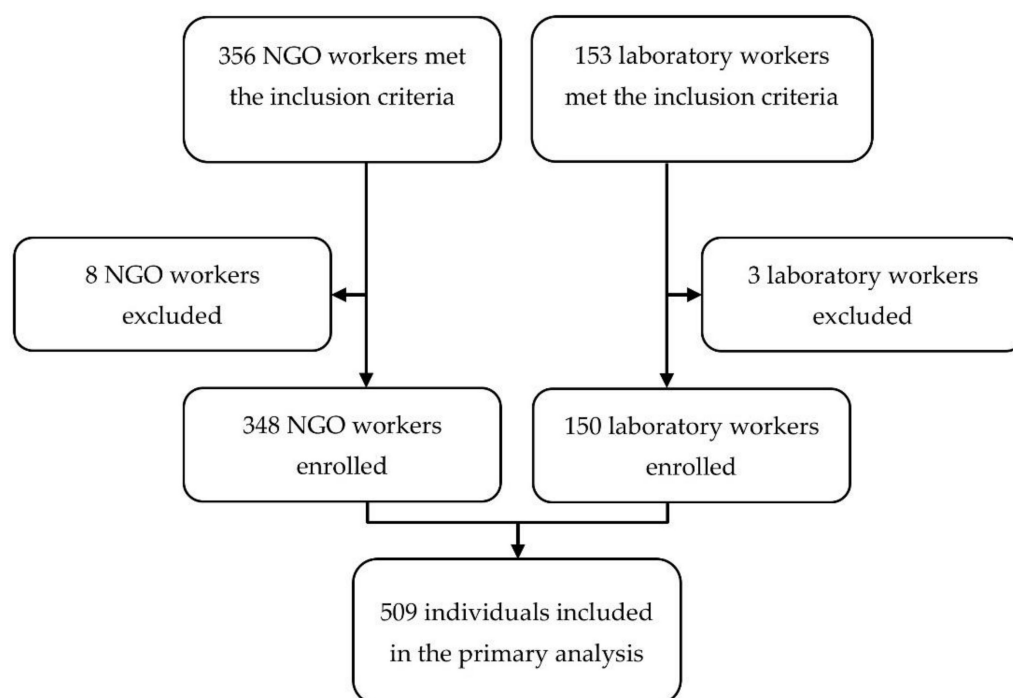 356 NGO workers met
the inclusion criteria
153 laboratory workers
met the inclusion criteria
8 NGO workers
excluded
3 laboratory workers
excluded
348 NGO workers
enrolled
150 laboratory workers
enrolled
509 individuals included
in the primary analysis